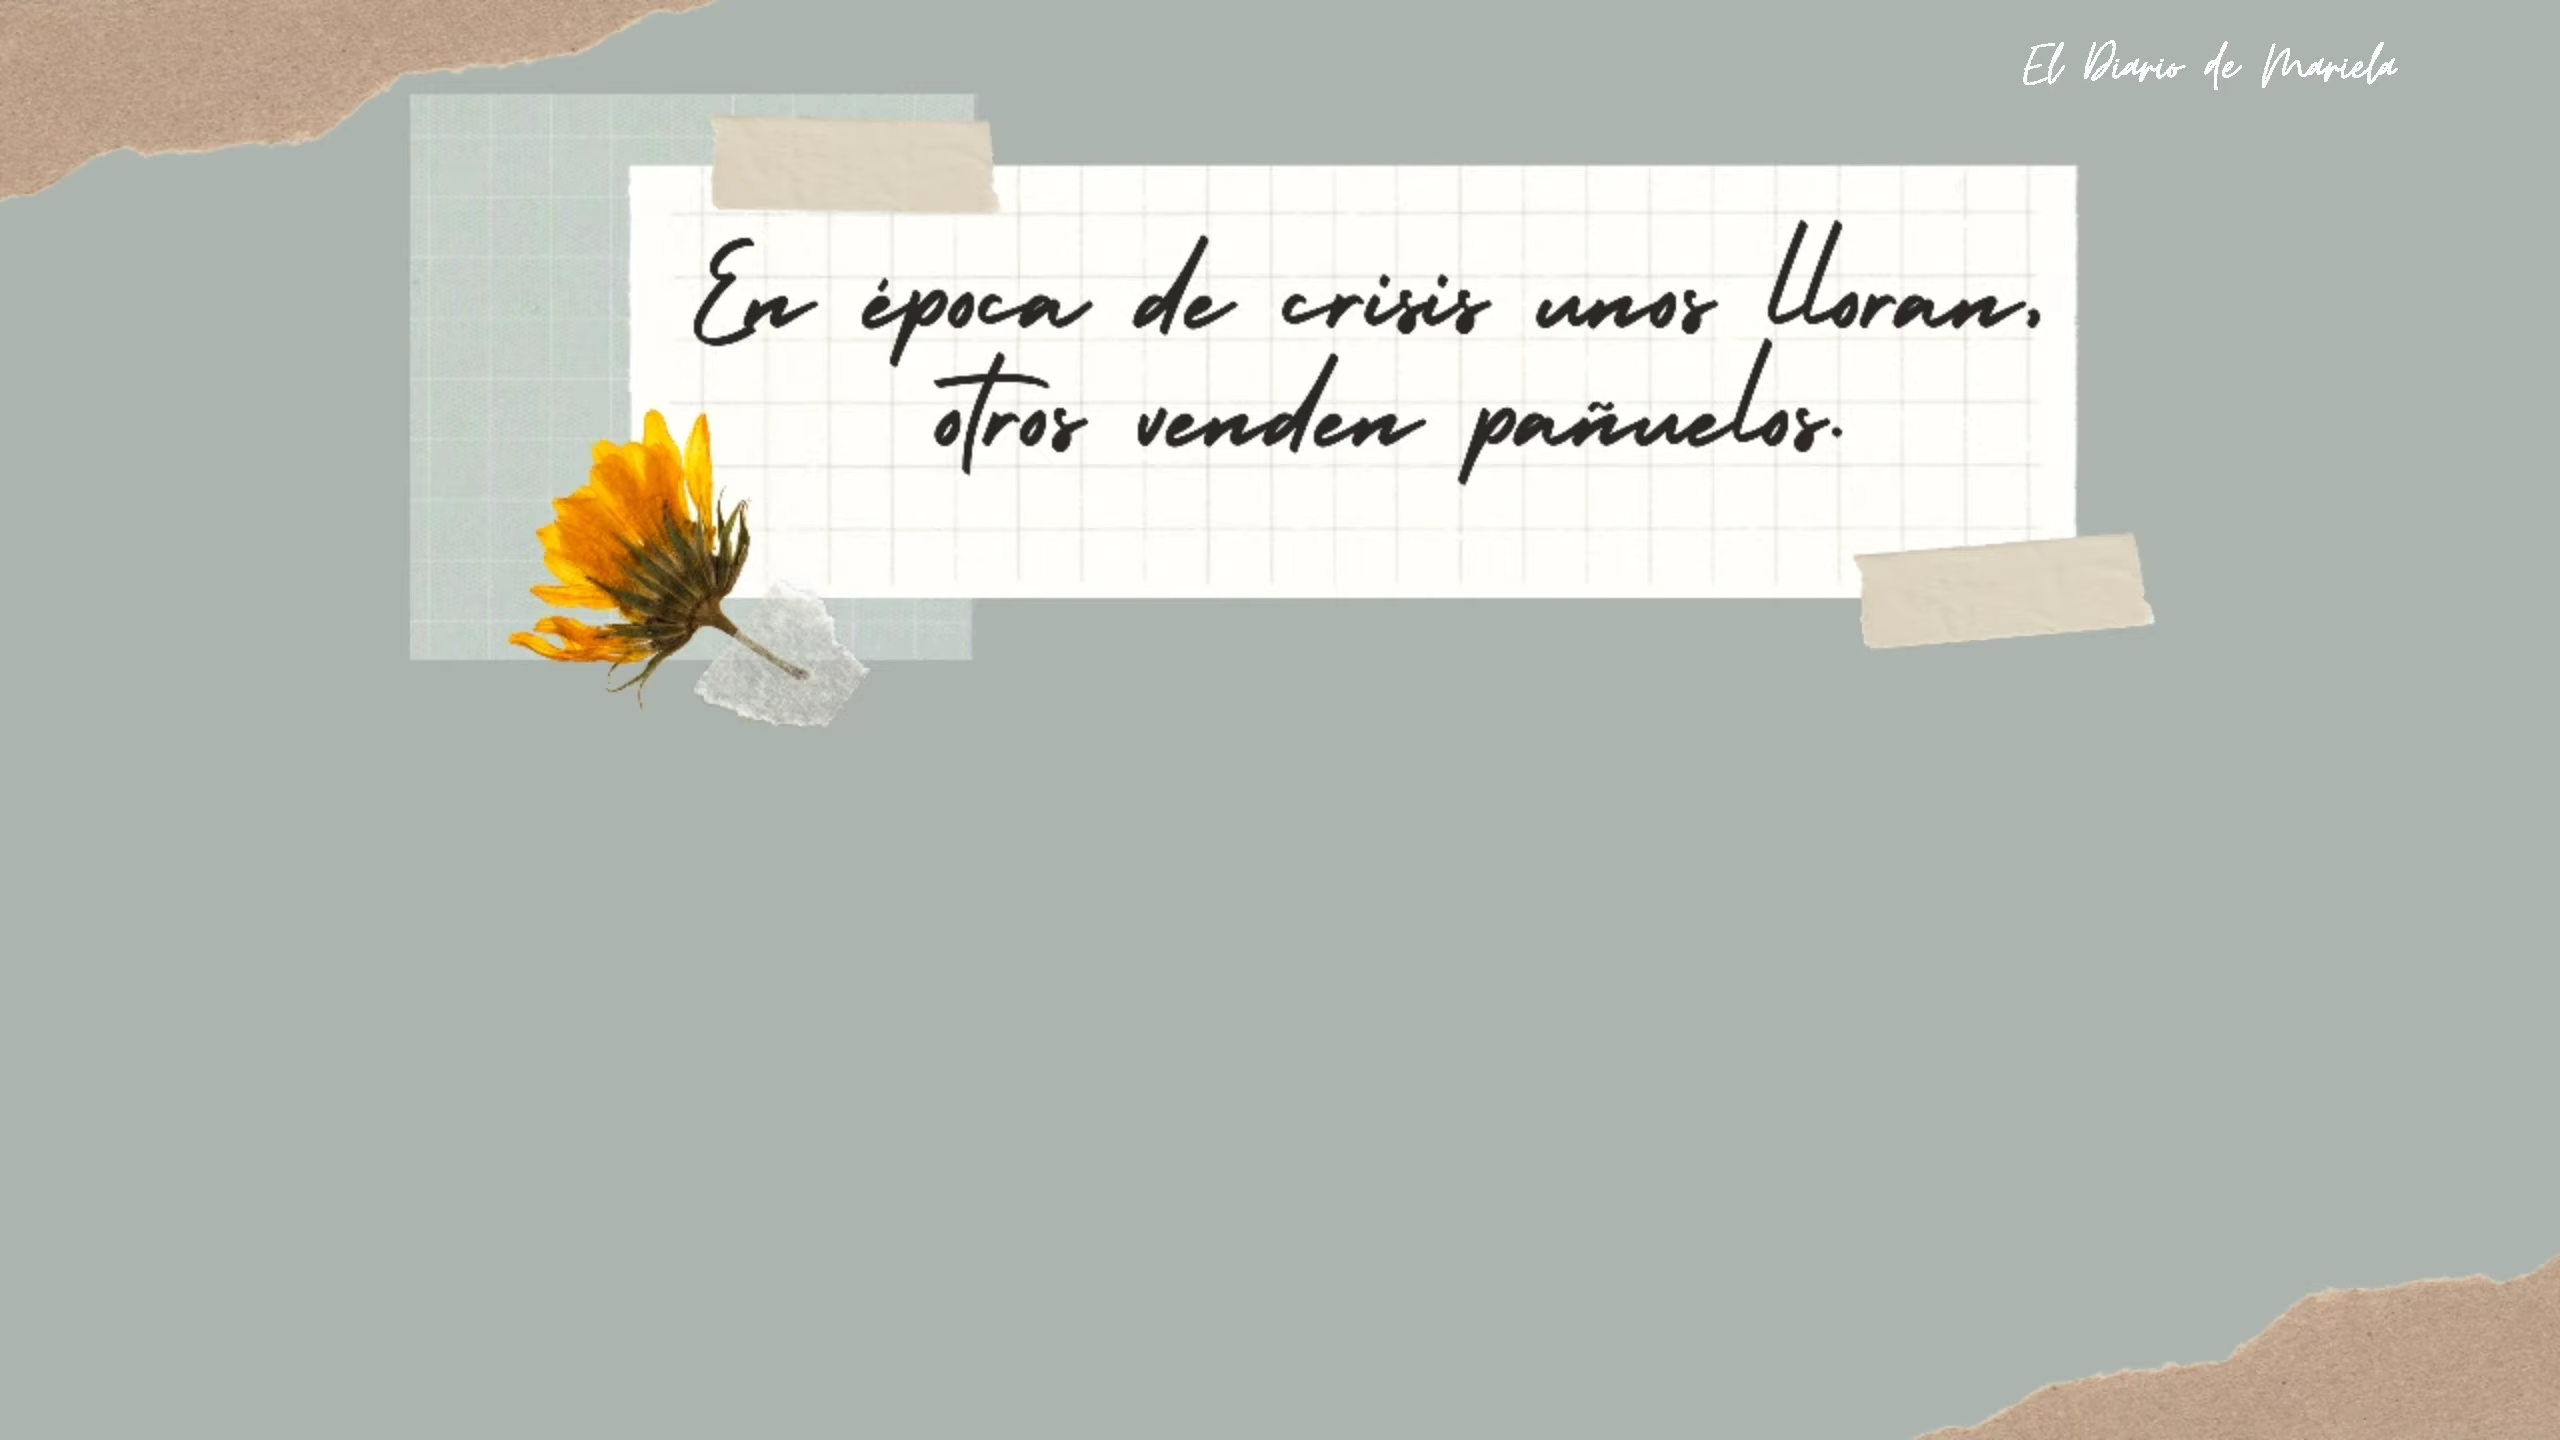 El Diario de Mariela
En época de crisis unos lloran,
otros venden pañuelos.